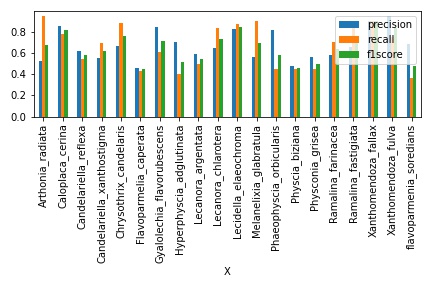 precision
recall
f1score
0.8
0.6
0.4
0.2
0.0
Arthonia_radiata
Caloplaca_cerina
Candelariella_reflexa
Candelariella_xanthostigma
Chrysothrix_candelaris
Flavoparmelia_caperata
Gyalolechia_flavorubescens
Hyperphyscia_adglutinata
Lecanora_argentata
Lecanora_chlarotera
Lecidella_elaeochroma
Melanelixia_glabratula
Phaeophyscia_orbicularis
Physcia_biziana
Physconia_grisea
Ramalina_farinacea
Ramalina_fastigiata
Xanthomendoza_fallax
Xanthomendoza_fulva
flavoparmenia_soredians
X